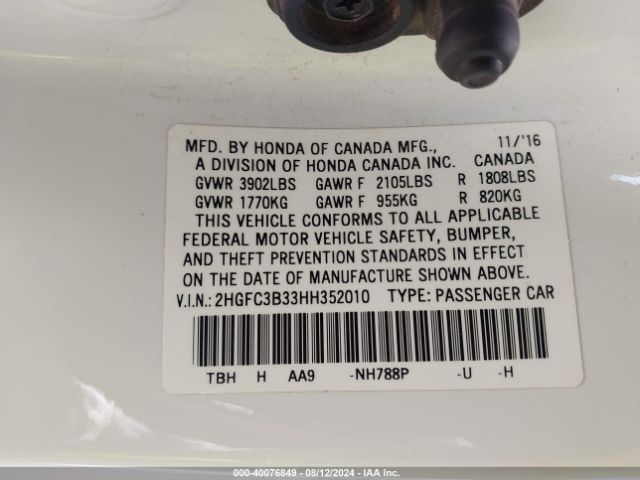 MFD. BY HONDA OF CANADA MFG., 11/'16
A DIVISION OF HONDA CANADA INC. CANADA
GVWR 3902LBS GAWR F 2105LBS R 1808LBS
GVWR 1770KG GAWR F 955KG R 820KG
THIS VEHICLE CONFORMS TO ALL APPLICABLE
FEDERAL MOTOR VEHICLE SAFETY, BUMPER,
AND THEFT PREVENTION STANDARDS IN EFFECT
ON THE DATE OF MANUFACTURE SHOWN ABOVE.
V.I.N.: 2HGFC3B33HH352010 TYPE: PASSENGER CAR
TBH H AA9 -NH788P -U -H
000-40076849 - 08/12/2024 - IAA Inc.